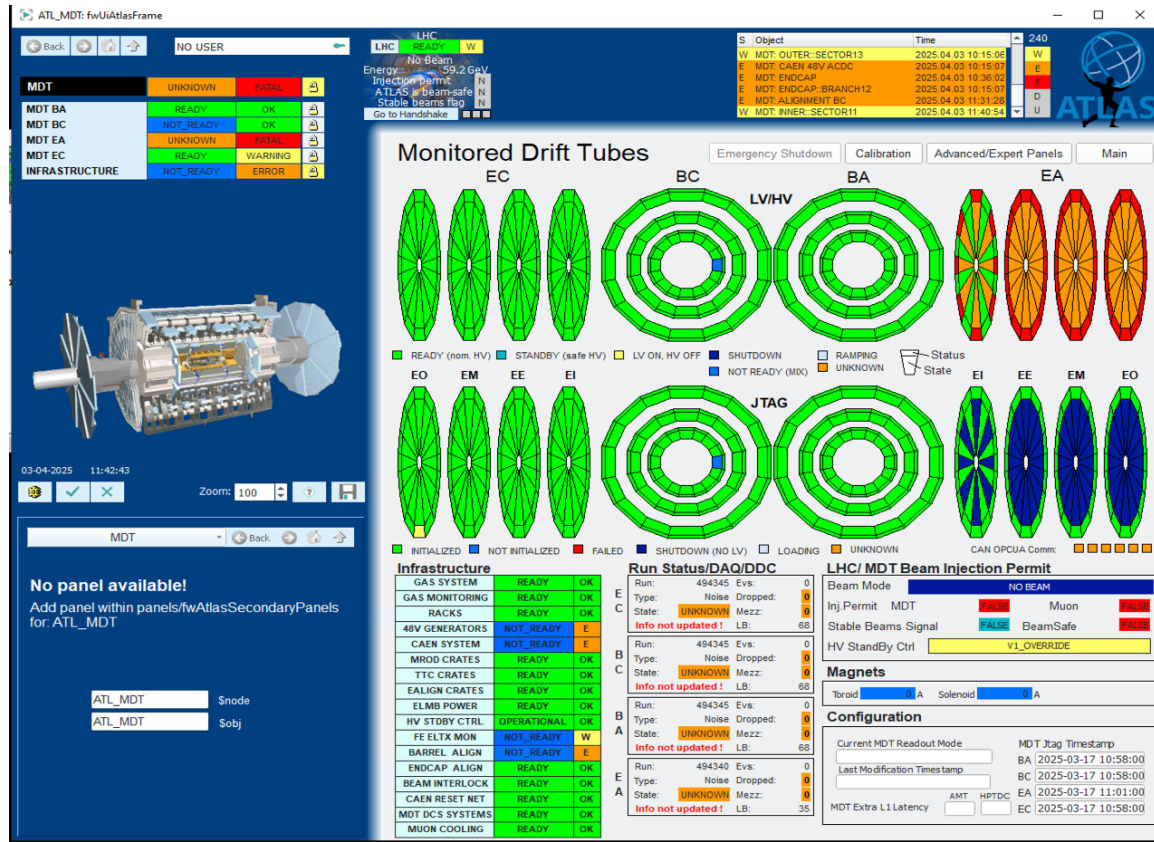 ATL_MDT: fwUiAtlasFrame
Back
NO USER
MDT UNKNOWN FATAL
MDT BA READY OK
MDT BC NOT_READY OK
MDT EA UNKNOWN FATAL
MDT EC READY WARNING
INFRASTRUCTURE NOT_READY ERROR
LHC
LHC READY W
No Beam
Energy: 59.2 GeV
Injection permit N
ATLAS is beam-safe N
Stable beams flag N
Go to Handshake
S Object Time
W MDT: OUTER::SECTOR13 2025.04.03 10:15:06
E MDT: CAEN 48V ACDC 2025.04.03 10:15:07
E MDT: ENDCAP 2025.04.03 10:36:02
E MDT: ENDCAP::BRANCH12 2025.04.03 10:15:07
E MDT: ALIGNMENT BC 2025.04.03 11:31:28
W MDT: INNER::SECTOR11 2025.04.03 11:40:54
240
W
E
F
D
U
ATLAS
Monitored Drift Tubes
Emergency Shutdown Calibration Advanced/Expert Panels Main
EC BC BA EA
LV/HV
READY (nom. HV) STANDBY (safe HV) LV ON, HV OFF SHUTDOWN RAMPING Status
NOT READY (MIX) UNKNOWN State
EO EM EE EI EI EE EM EO
JTAG
INITIALIZED NOT INITIALIZED FAILED SHUTDOWN (NO LV) LOADING UNKNOWN CAN OPCUA Comm:
03-04-2025 11:42:43
Zoom: 100
MDT Back
No panel available!
Add panel within panels/fwAtlasSecondaryPanels
for: ATL_MDT
ATL_MDT $node
ATL_MDT $obj
Infrastructure
GAS SYSTEM READY OK
GAS MONITORING READY OK
RACKS READY OK
48V GENERATORS NOT_READY E
CAEN SYSTEM NOT_READY E
MROD CRATES READY OK
TTC CRATES READY OK
EALIGN CRATES READY OK
ELMB POWER READY OK
HV STDBY CTRL OPERATIONAL OK
FE ELTX MON NOT_READY W
BARREL ALIGN NOT_READY E
ENDCAP ALIGN READY OK
BEAM INTERLOCK READY OK
CAEN RESET NET READY OK
MDT DCS SYSTEMS READY OK
MUON COOLING READY OK
Run Status/DAQ/DDC
E C
Run: 494345 Evs: 0
Type: Noise Dropped: 0
State: UNKNOWN Mezz: 0
Info not updated ! LB: 68
B C
Run: 494345 Evs: 0
Type: Noise Dropped: 0
State: UNKNOWN Mezz: 0
Info not updated ! LB: 68
B A
Run: 494345 Evs: 0
Type: Noise Dropped: 0
State: UNKNOWN Mezz: 0
Info not updated ! LB: 68
E A
Run: 494340 Evs: 0
Type: Noise Dropped: 0
State: UNKNOWN Mezz: 0
Info not updated ! LB: 35
LHC/ MDT Beam Injection Permit
Beam Mode NO BEAM
Inj.Permit MDT FALSE Muon FALSE
Stable Beams Signal FALSE BeamSafe FALSE
HV StandBy Ctrl V1_OVERRIDE
Magnets
Toroid 0 A Solenoid 0 A
Configuration
Current MDT Readout Mode
Last Modification Timestamp
AMT HPTDC
MDT Extra L1 Latency
MDT Jtag Timestamp
BA 2025-03-17 10:58:00
BC 2025-03-17 10:58:00
EA 2025-03-17 11:01:00
EC 2025-03-17 10:58:00